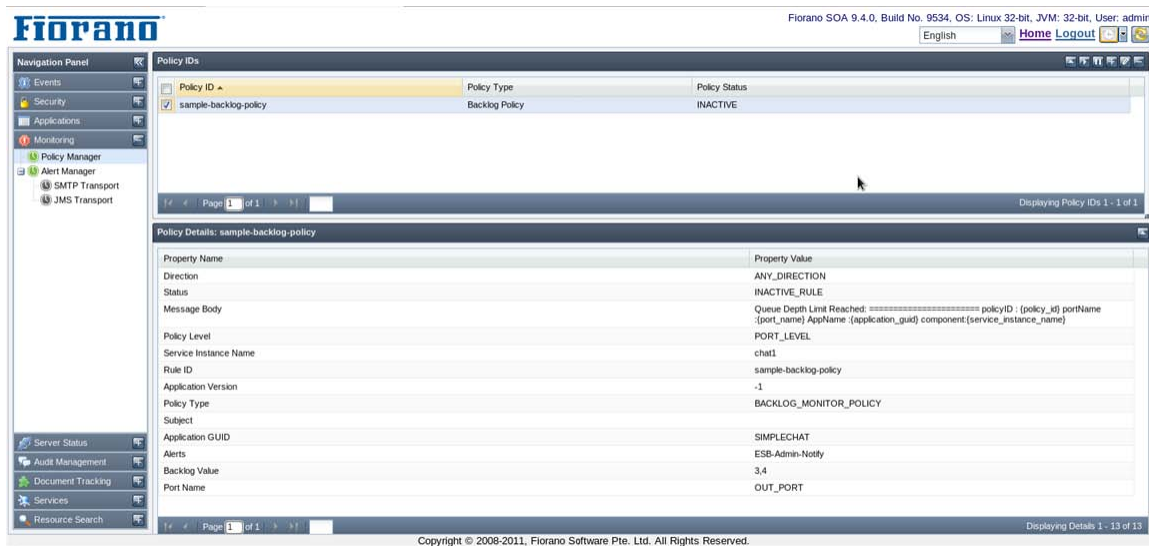 Fiorano
Fiorano SOA 9.4.0, Build No. 9534, OS: Linux 32-bit, JVM: 32-bit, User: admin
English Home Logout
Navigation Panel
Events
Security
Applications
Monitoring
Policy Manager
Alert Manager
SMTP Transport
JMS Transport
Server Status
Audit Management
Document Tracking
Services
Resource Search
Policy IDs
Policy ID Policy Type Policy Status
sample-backlog-policy Backlog Policy INACTIVE
Page 1 of 1 Displaying Policy IDs 1 - 1 of 1
Policy Details: sample-backlog-policy
Property Name Property Value
Direction ANY_DIRECTION
Status INACTIVE_RULE
Message Body Queue Depth Limit Reached: ======================= policyID : {policy_id} portName
:{port_name} AppName :{application_guid} component:{service_instance_name}
Policy Level PORT_LEVEL
Service Instance Name chat1
Rule ID sample-backlog-policy
Application Version -1
Policy Type BACKLOG_MONITOR_POLICY
Subject
Application GUID SIMPLECHAT
Alerts ESB-Admin-Notify
Backlog Value 3,4
Port Name OUT_PORT
Page 1 of 1 Displaying Details 1 - 13 of 13
Copyright © 2008-2011, Fiorano Software Pte. Ltd. All Rights Reserved.